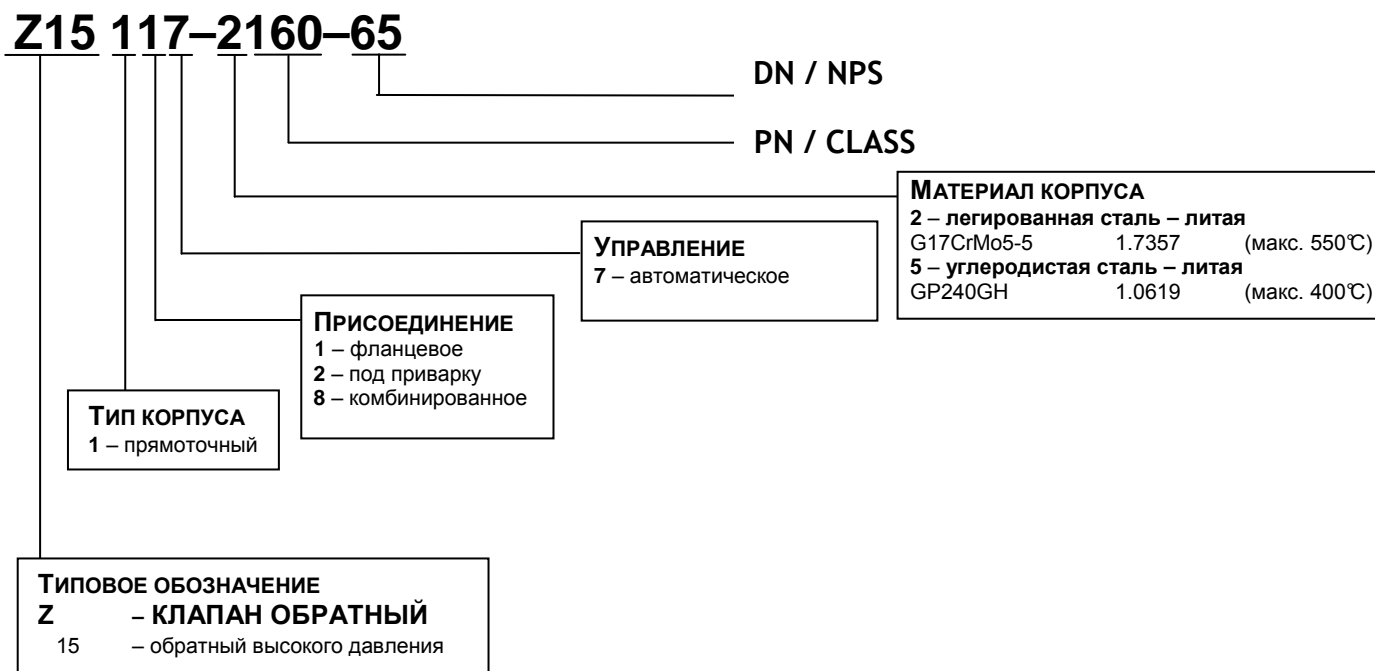 Z15 117–2160–65
DN / NPS
PN / CLASS
МАТЕРИАЛ КОРПУСА
2 – легированная сталь – литая
G17CrMo5-5 1.7357 (макс. 550℃)
5 – углеродистая сталь – литая
GP240GH 1.0619 (макс. 400℃)
УПРАВЛЕНИЕ
7 – автоматическое
ПРИСОЕДИНЕНИЕ
1 – фланцевое
2 – под приварку
8 – комбинированное
ТИП КОРПУСА
1 – прямоточный
ТИПОВОЕ ОБОЗНАЧЕНИЕ
Z – КЛАПАН ОБРАТНЫЙ
15 – обратный высокого давления